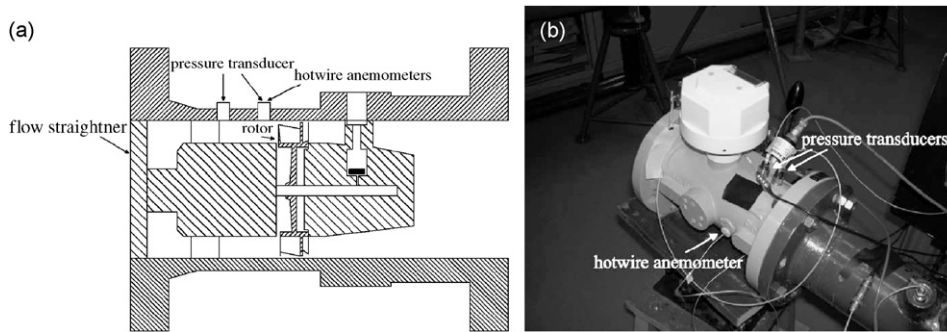 (a)
pressure transducer
hotwire anemometers
flow straightner
rotor
(b)
pressure transducers
hotwire anemometer